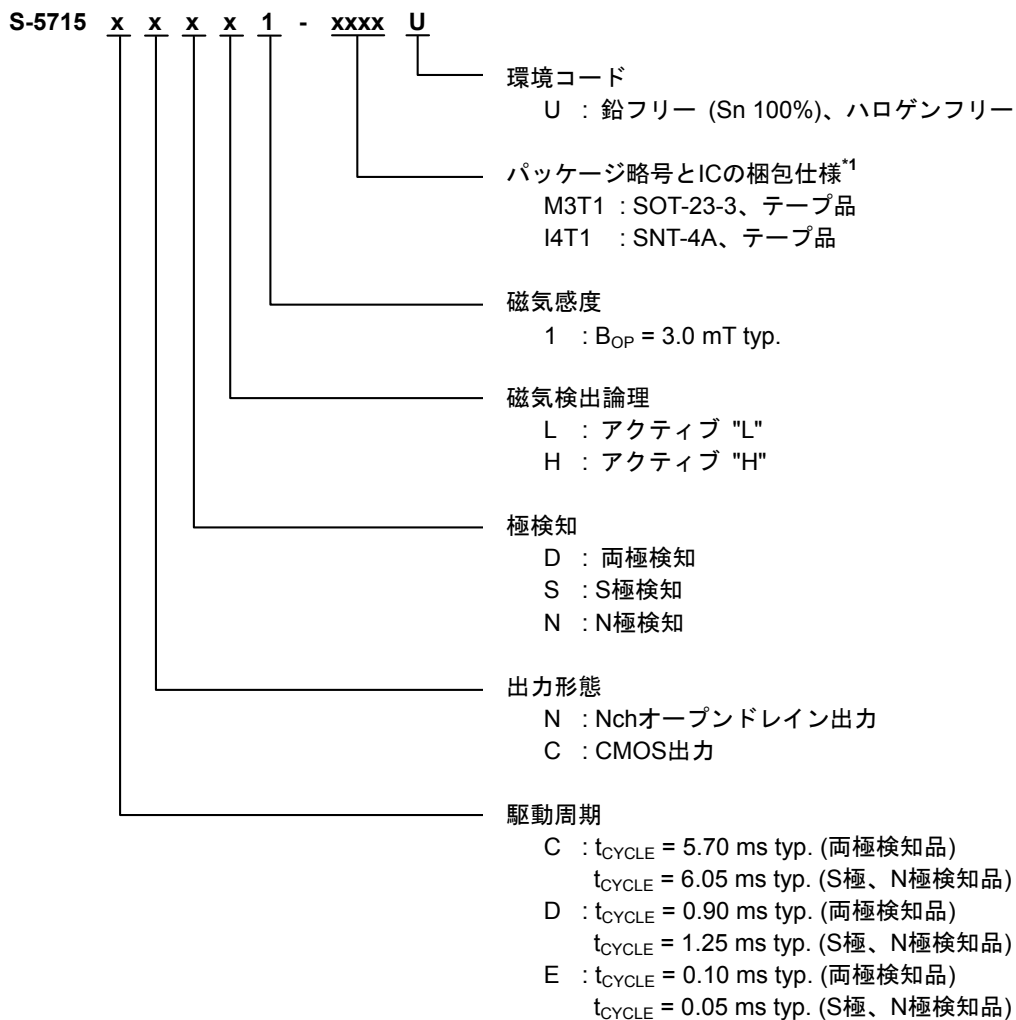 S-5715 x x x x 1 - xxxx U
環境コード
U : 鉛フリー (Sn 100%)、ハロゲンフリー
パッケージ略号とICの梱包仕様*1
M3T1 : SOT-23-3、テープ品
I4T1 : SNT-4A、テープ品
磁気感度
1 : BOP = 3.0 mT typ.
磁気検出論理
L : アクティブ "L"
H : アクティブ "H"
極検知
D : 両極検知
S : S極検知
N : N極検知
出力形態
N : Nchオープンドレイン出力
C : CMOS出力
駆動周期
C : tCYCLE = 5.70 ms typ. (両極検知品)
tCYCLE = 6.05 ms typ. (S極、N極検知品)
D : tCYCLE = 0.90 ms typ. (両極検知品)
tCYCLE = 1.25 ms typ. (S極、N極検知品)
E : tCYCLE = 0.10 ms typ. (両極検知品)
tCYCLE = 0.05 ms typ. (S極、N極検知品)